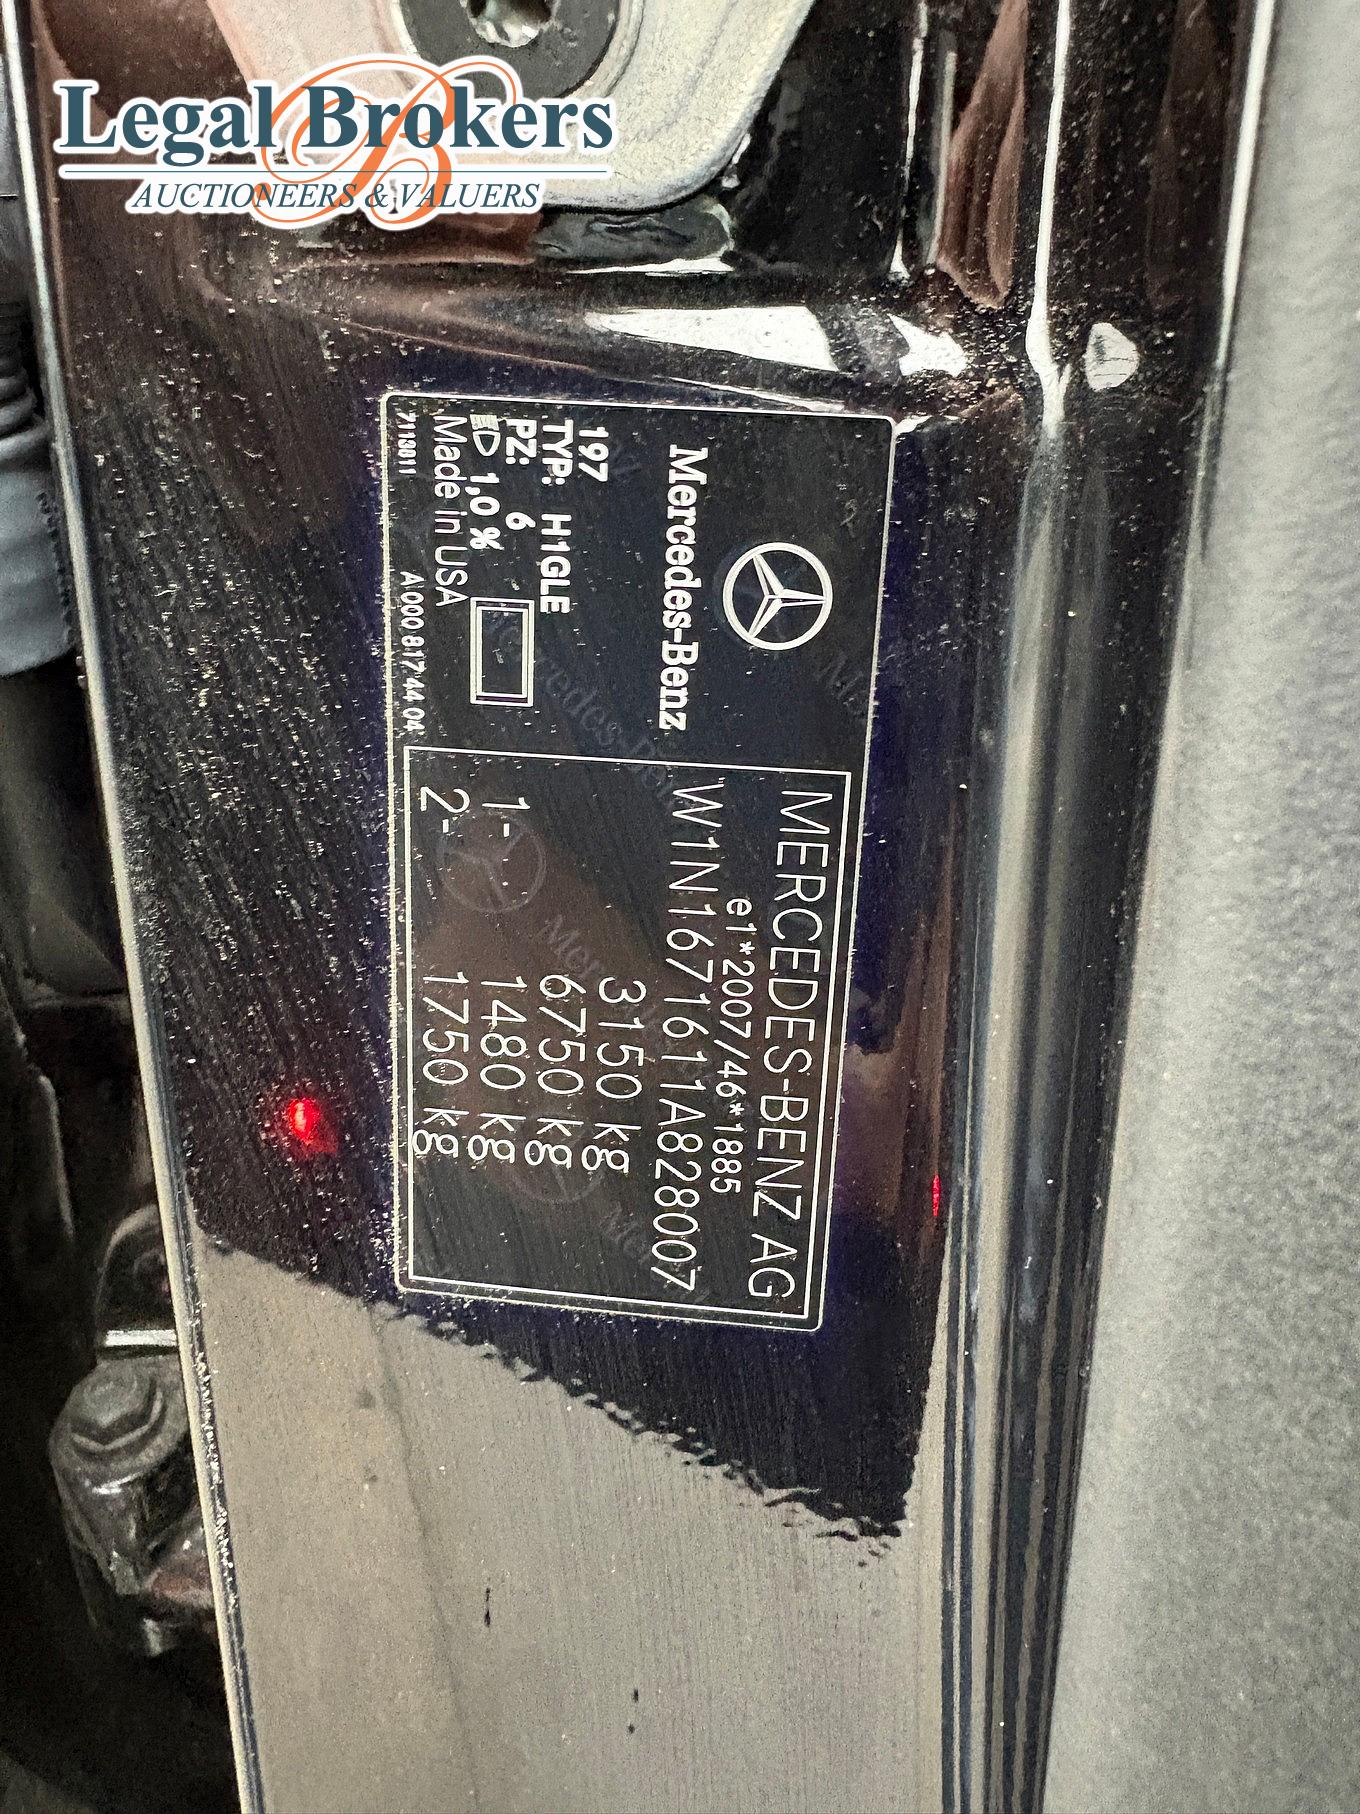 Legal Brokers
AUCTIONEERS & VALUERS
Mercedes-Benz
197
TYP: H1GLE
PZ: 6
1,0 %
Made in USA
7113811
A 000 817 44 04
MERCEDES-BENZ AG
e1*2007/46*1885
W1N1671611A828007
3150 kg
6750 kg
1- 1480 kg
2- 1750 kg